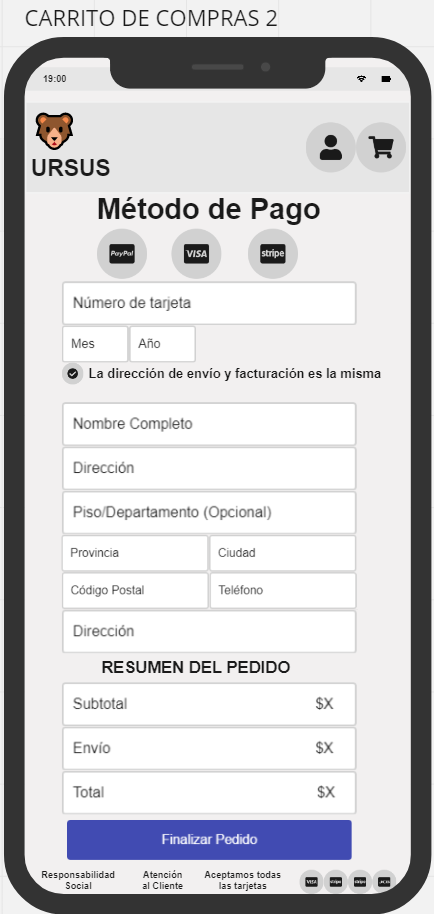 CARRITO DE COMPRAS 2
19:00
URSUS
Método de Pago
PayPal VISA stripe
Número de tarjeta
Mes Año
La dirección de envío y facturación es la misma
Nombre Completo
Dirección
Piso/Departamento (Opcional)
Provincia Ciudad
Código Postal Teléfono
Dirección
RESUMEN DEL PEDIDO
Subtotal $X
Envío $X
Total $X
Finalizar Pedido
Responsabilidad Atención Aceptamos todas
Social al Cliente las tarjetas
VISA stripe stripe